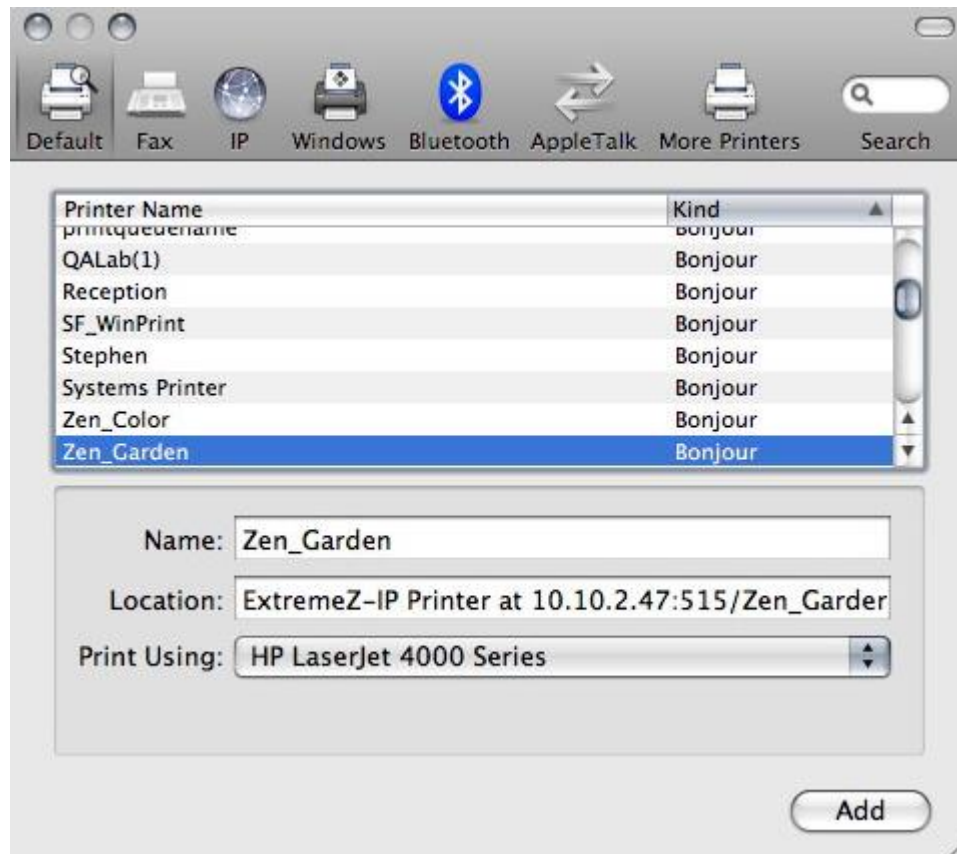 Default Fax IP Windows Bluetooth AppleTalk More Printers Search
Printer Name Kind
printqueuename Bonjour
QALab(1) Bonjour
Reception Bonjour
SF_WinPrint Bonjour
Stephen Bonjour
Systems Printer Bonjour
Zen_Color Bonjour
Zen_Garden Bonjour
Name: Zen_Garden
Location: ExtremeZ-IP Printer at 10.10.2.47:515/Zen_Garder
Print Using: HP LaserJet 4000 Series
Add